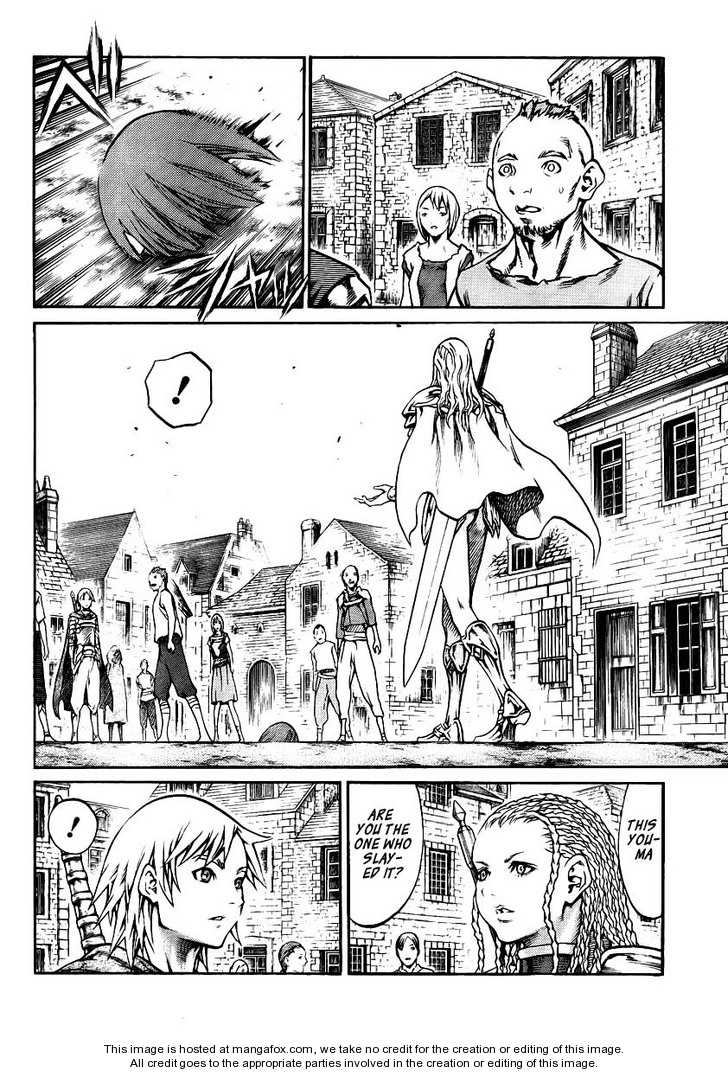 !
THIS
YOU-
MA
ARE
YOU THE
ONE WHO
SLAY-
ED IT?
!
This image is hosted at mangafox.com, we take no credit for the creation or editing of this image.
All credit goes to the appropriate parties involved in the creation or editing of this image.